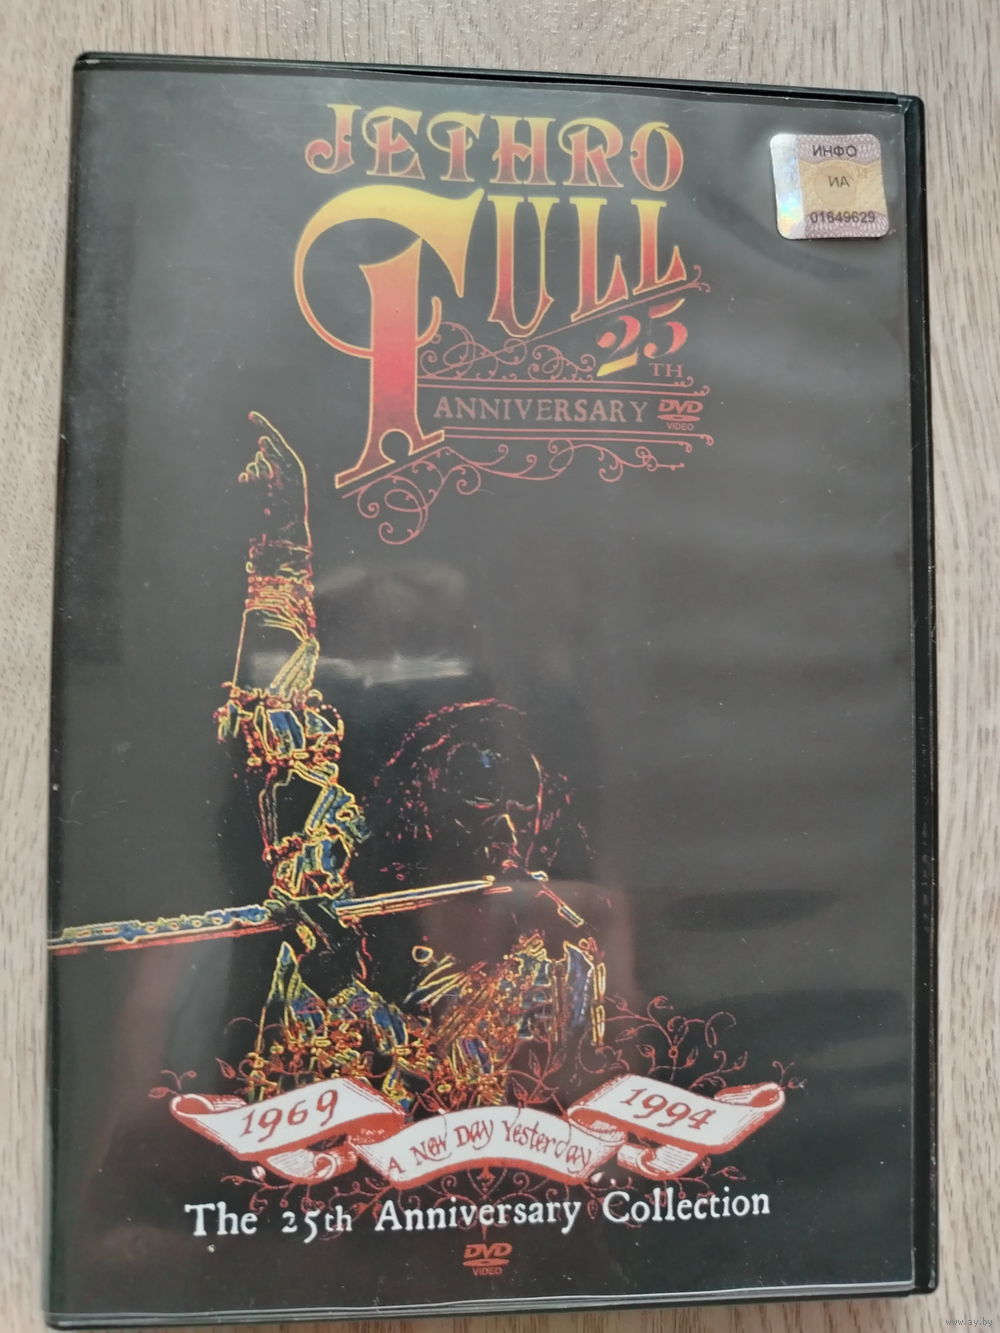 JETHRO
TULL
25
TH
ANNIVERSARY DVD
VIDEO
ИНФО
ИА
01649629
1969
A New Day Yesterday
1994
The 25th Anniversary Collection
DVD
VIDEO
www.ay.by